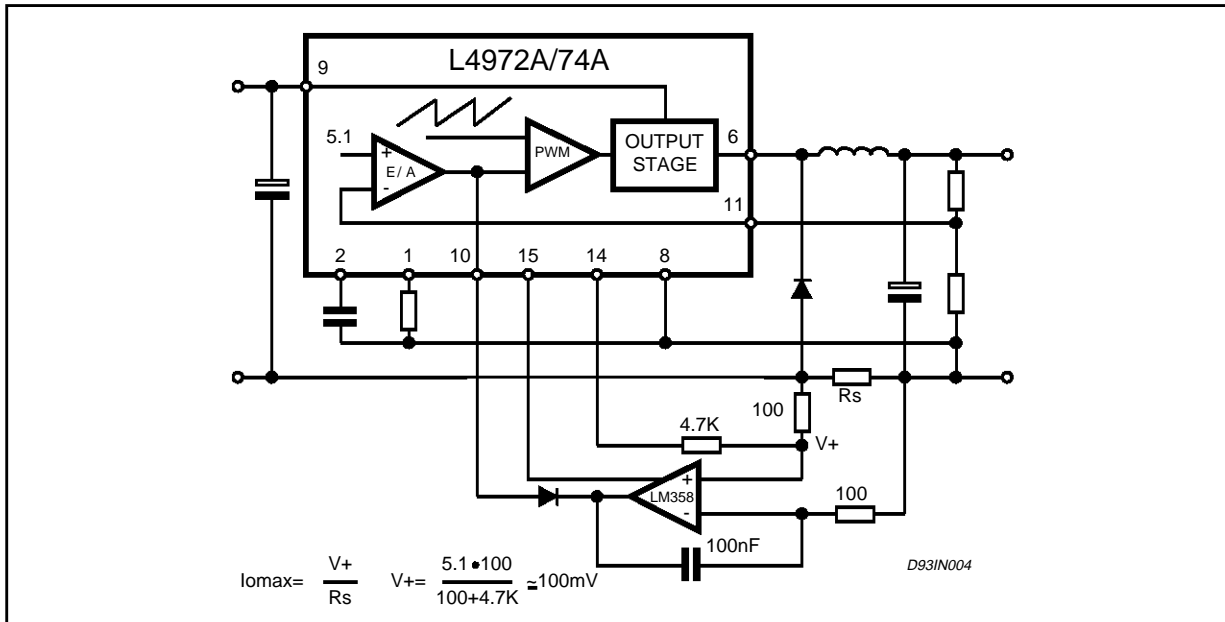 L4972A/74A
9
5.1
+
E/A
-
PWM
OUTPUT
STAGE
6
11
2
1
10
15
14
8
100
Rs
4.7K
V+
+
LM358
-
100
100nF
D93IN004
Iomax= V+ / Rs V+= 5.1•100 / 100+4.7K ≅100mV